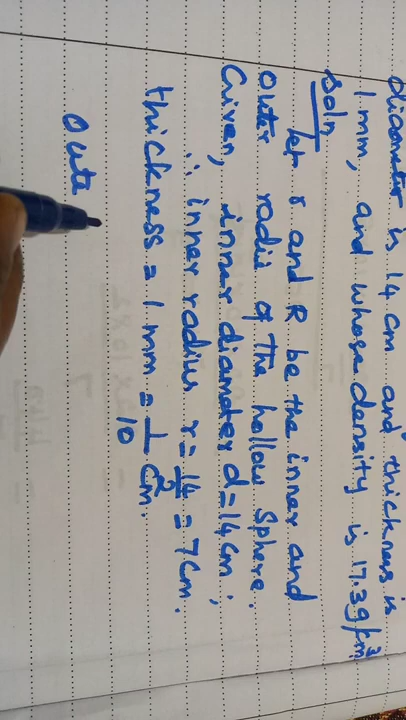 diameter is 14 cm and thickness is
1 mm, and whose density is 17.3g/cm³
Soln
let r and R be the inner and
outer radii of the hollow Sphere.
Given, inner diameter d = 14 cm;
∴ inner radius r = 14/2 = 7 cm.
thickness = 1 mm = 1/10 cm.
Oute